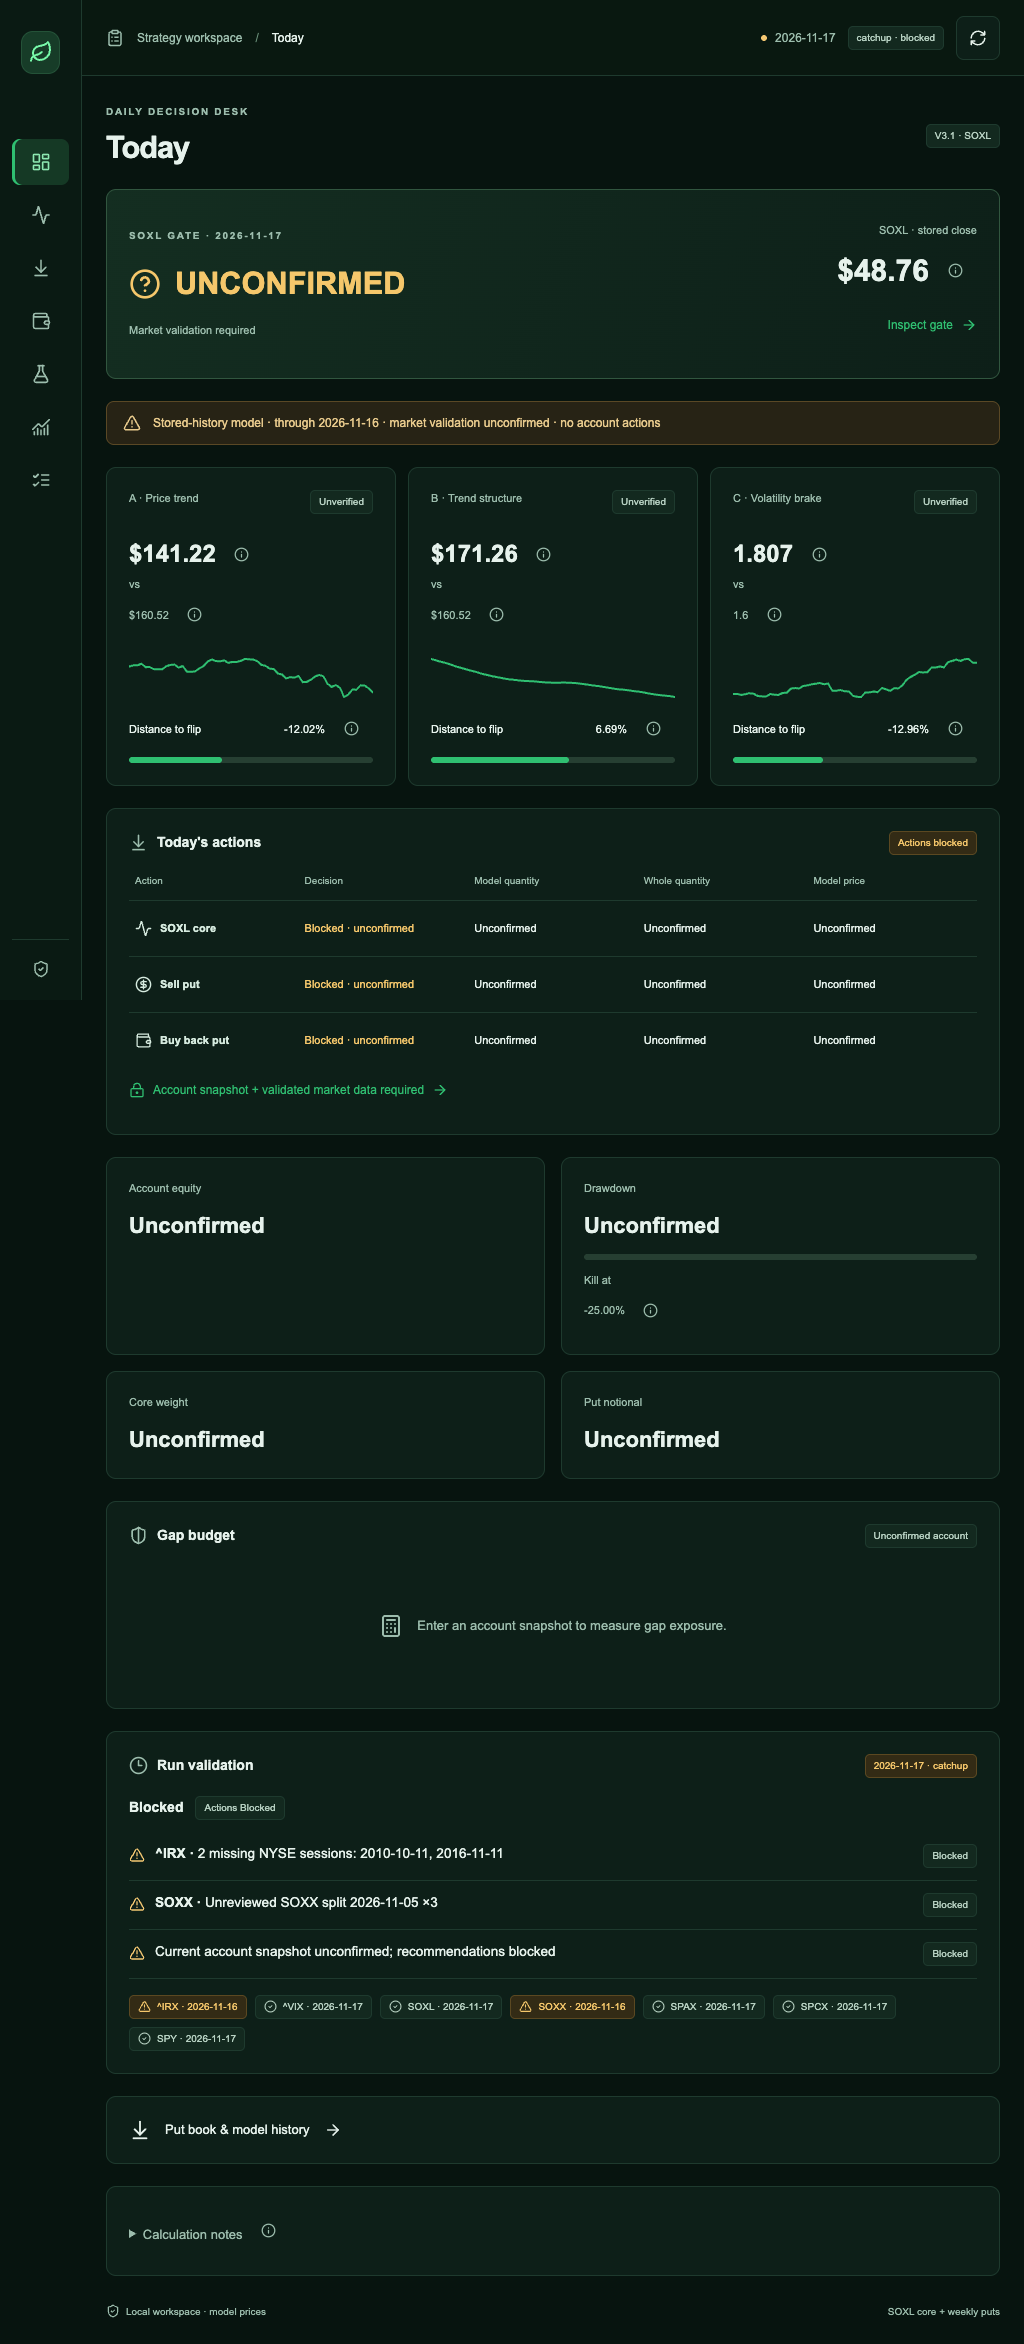 Strategy workspace / Today
2026-11-17
catchup · blocked
DAILY DECISION DESK
Today
V3.1 · SOXL
SOXL GATE · 2026-11-17
UNCONFIRMED
Market validation required
SOXL · stored close
$48.76
Inspect gate
Stored-history model · through 2026-11-16 · market validation unconfirmed · no account actions
A · Price trend
Unverified
$141.22
vs
$160.52
Distance to flip -12.02%
B · Trend structure
Unverified
$171.26
vs
$160.52
Distance to flip 6.69%
C · Volatility brake
Unverified
1.807
vs
1.6
Distance to flip -12.96%
Today's actions
Actions blocked
Action Decision Model quantity Whole quantity Model price
SOXL core Blocked · unconfirmed Unconfirmed Unconfirmed Unconfirmed
Sell put Blocked · unconfirmed Unconfirmed Unconfirmed Unconfirmed
Buy back put Blocked · unconfirmed Unconfirmed Unconfirmed Unconfirmed
Account snapshot + validated market data required
Account equity
Unconfirmed
Drawdown
Unconfirmed
Kill at
-25.00%
Core weight
Unconfirmed
Put notional
Unconfirmed
Gap budget
Unconfirmed account
Enter an account snapshot to measure gap exposure.
Run validation
2026-11-17 · catchup
Blocked
Actions Blocked
^IRX · 2 missing NYSE sessions: 2010-10-11, 2016-11-11
Blocked
SOXX · Unreviewed SOXX split 2026-11-05 ×3
Blocked
Current account snapshot unconfirmed; recommendations blocked
Blocked
^IRX · 2026-11-16
^VIX · 2026-11-17
SOXL · 2026-11-17
SOXX · 2026-11-16
SPAX · 2026-11-17
SPCX · 2026-11-17
SPY · 2026-11-17
Put book & model history
Calculation notes
Local workspace · model prices
SOXL core + weekly puts